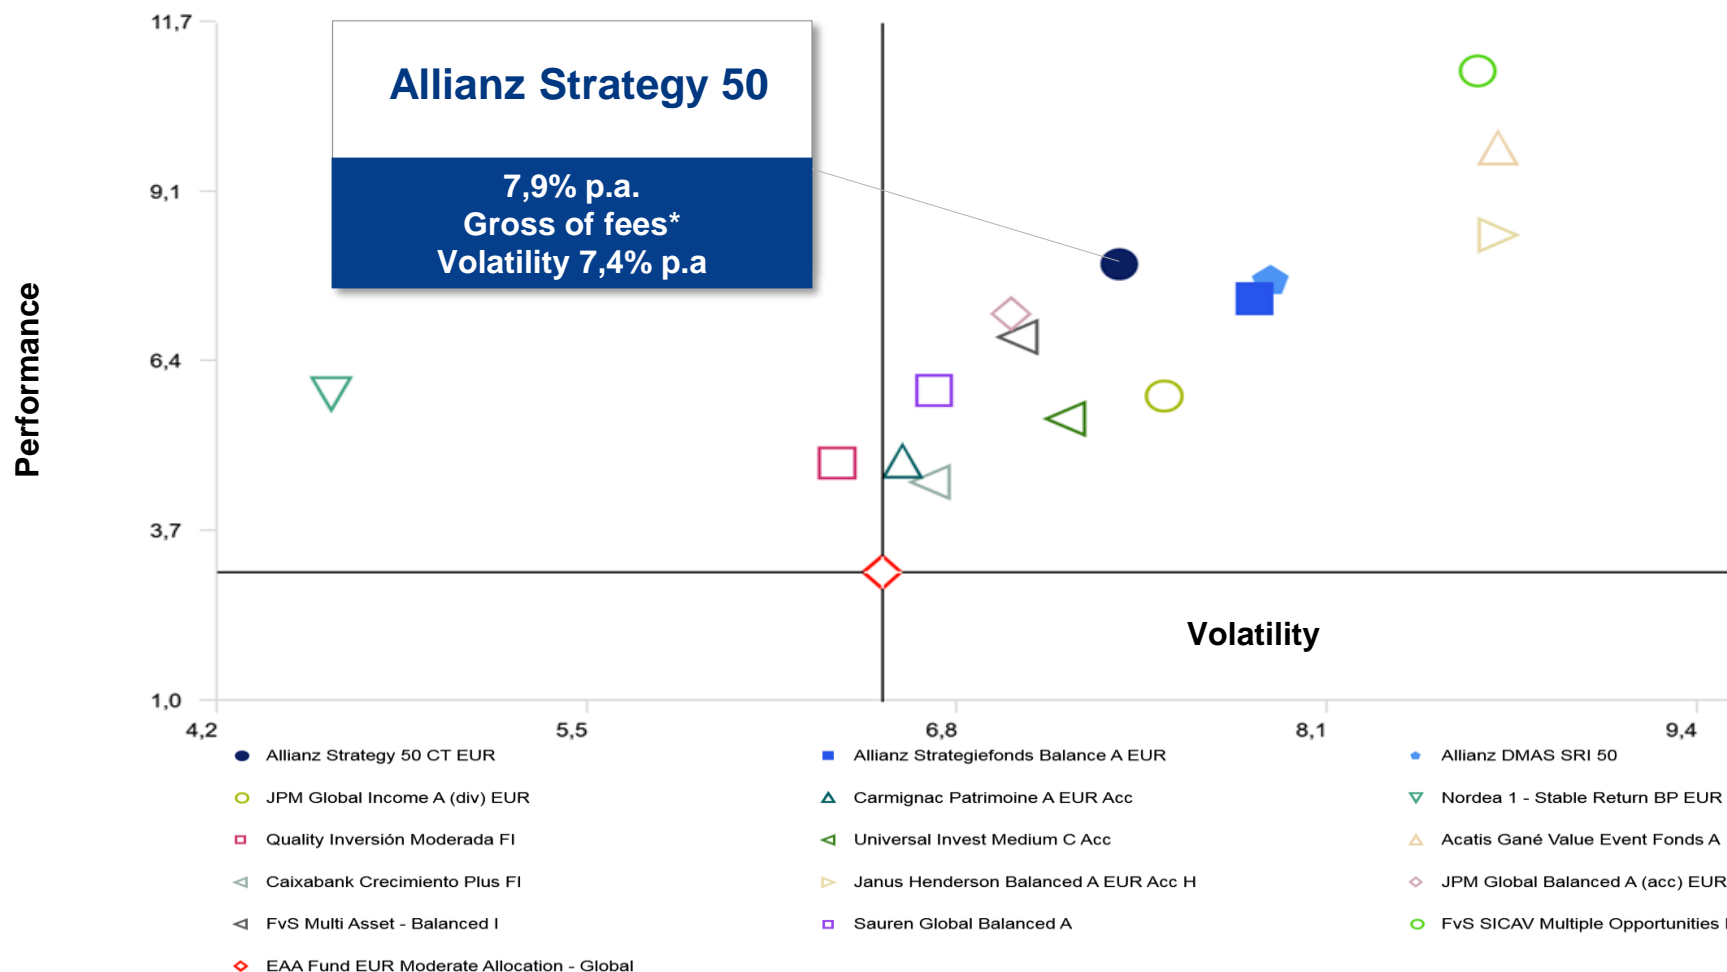 11,7
Allianz Strategy 50
7,9% p.a.
Gross of fees*
Volatility 7,4% p.a
9,1
6,4
3,7
1,0
Performance
Volatility
4,2 5,5 6,8 8,1 9,4
Allianz Strategy 50 CT EUR Allianz Strategiefonds Balance A EUR Allianz DMAS SRI 50
JPM Global Income A (div) EUR Carmignac Patrimoine A EUR Acc Nordea 1 - Stable Return BP EUR
Quality Inversión Moderada FI Universal Invest Medium C Acc Acatis Gané Value Event Fonds A
Caixabank Crecimiento Plus FI Janus Henderson Balanced A EUR Acc H JPM Global Balanced A (acc) EUR
FvS Multi Asset - Balanced I Sauren Global Balanced A FvS SICAV Multiple Opportunities
EAA Fund EUR Moderate Allocation - Global